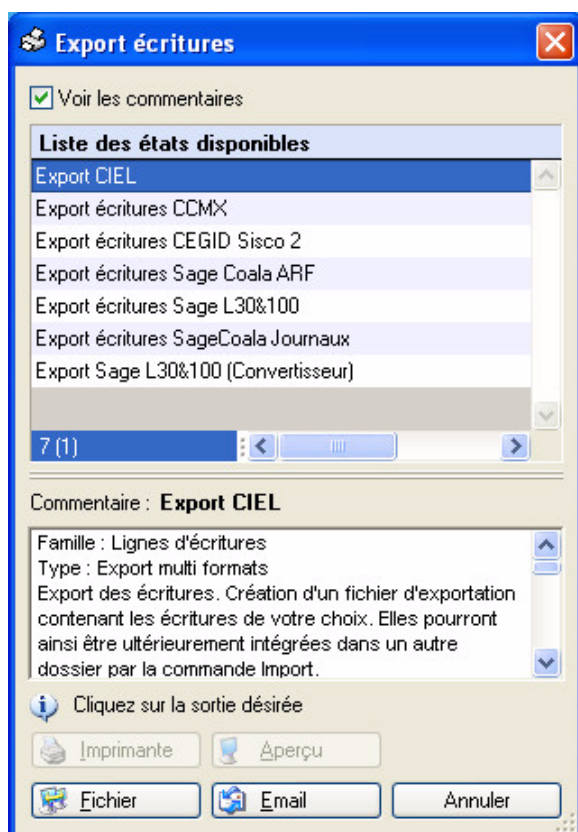 Export écritures
Voir les commentaires
Liste des états disponibles
Export CIEL
Export écritures CCMX
Export écritures CEGID Sisco 2
Export écritures Sage Coala ARF
Export écritures Sage L30&100
Export écritures SageCoala Journaux
Export Sage L30&100 (Convertisseur)
7 (1)
Commentaire : Export CIEL
Famille : Lignes d'écritures
Type : Export multi formats
Export des écritures. Création d'un fichier d'exportation
contenant les écritures de votre choix. Elles pourront
ainsi être ultérieurement intégrées dans un autre
dossier par la commande Import.
Cliquez sur la sortie désirée
Imprimante Aperçu
Fichier Email Annuler